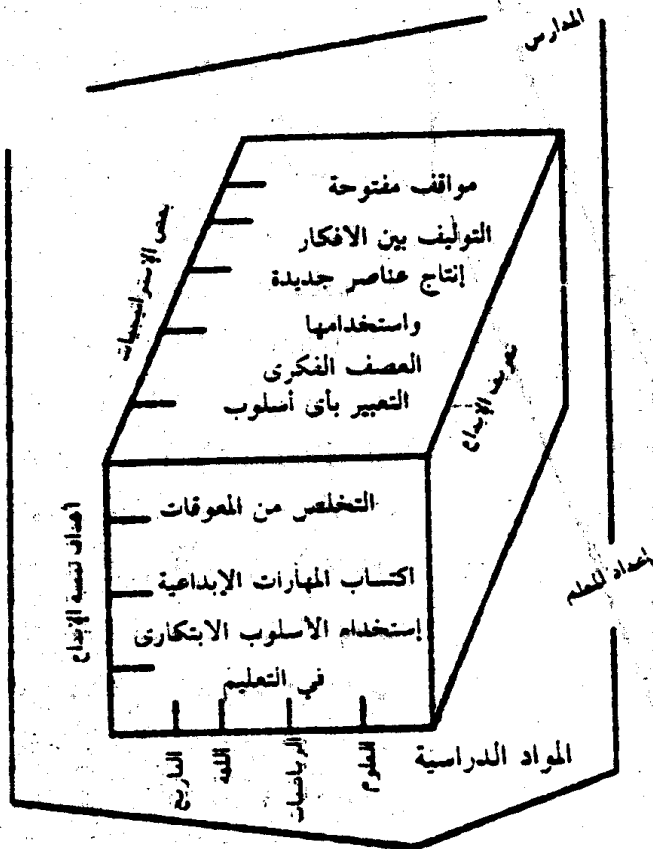 المدارس
مواقف مفتوحة
التوليف بين الافكار
إنتاج عناصر جديدة
واستخدامها
العصف الفكرى
التعبير بأى أسلوب
بعض الإستراتيجيات
تعريف الإبداع
التخلص من المعوقات
اكتساب المهارات الإبداعية
إستخدام الأسلوب الابتكارى
في التعليم
أهداف تنمية الإبداع
إعداد المعلم
المواد الدراسية
العلوم
الرياضيات
اللغة
التاريخ